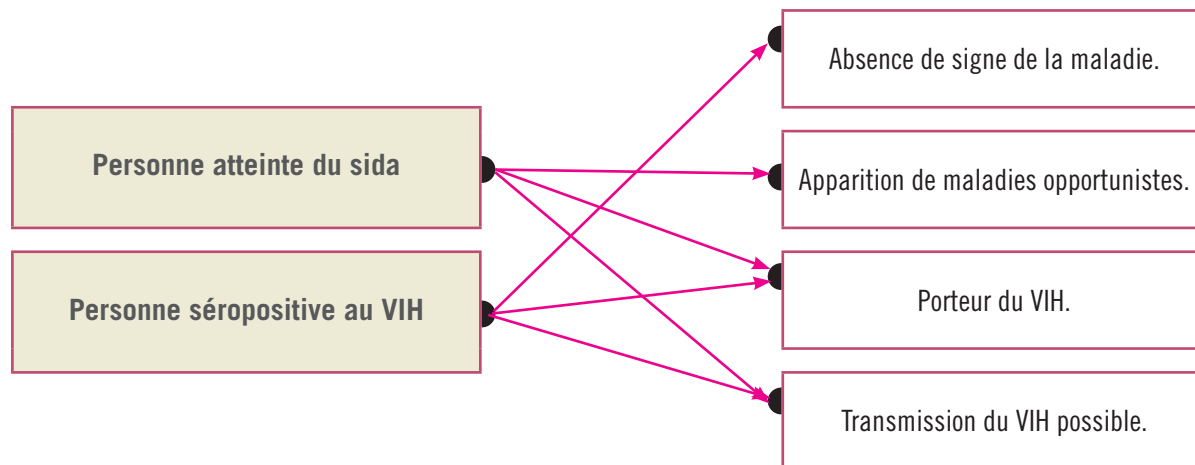 Personne atteinte du sida
Personne séropositive au VIH
Absence de signe de la maladie.
Apparition de maladies opportunistes.
Porteur du VIH.
Transmission du VIH possible.